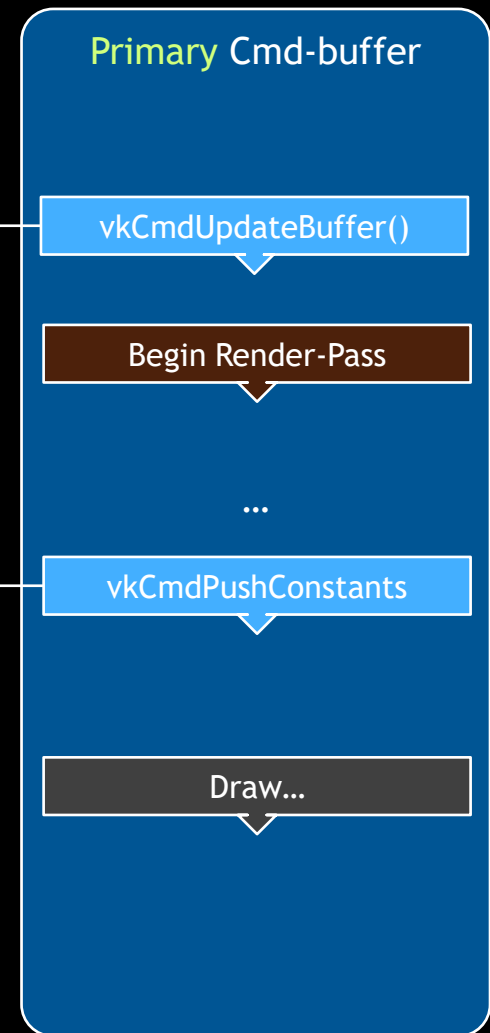 Primary Cmd-buffer
vkCmdUpdateBuffer()
Begin Render-Pass
…
vkCmdPushConstants
Draw…